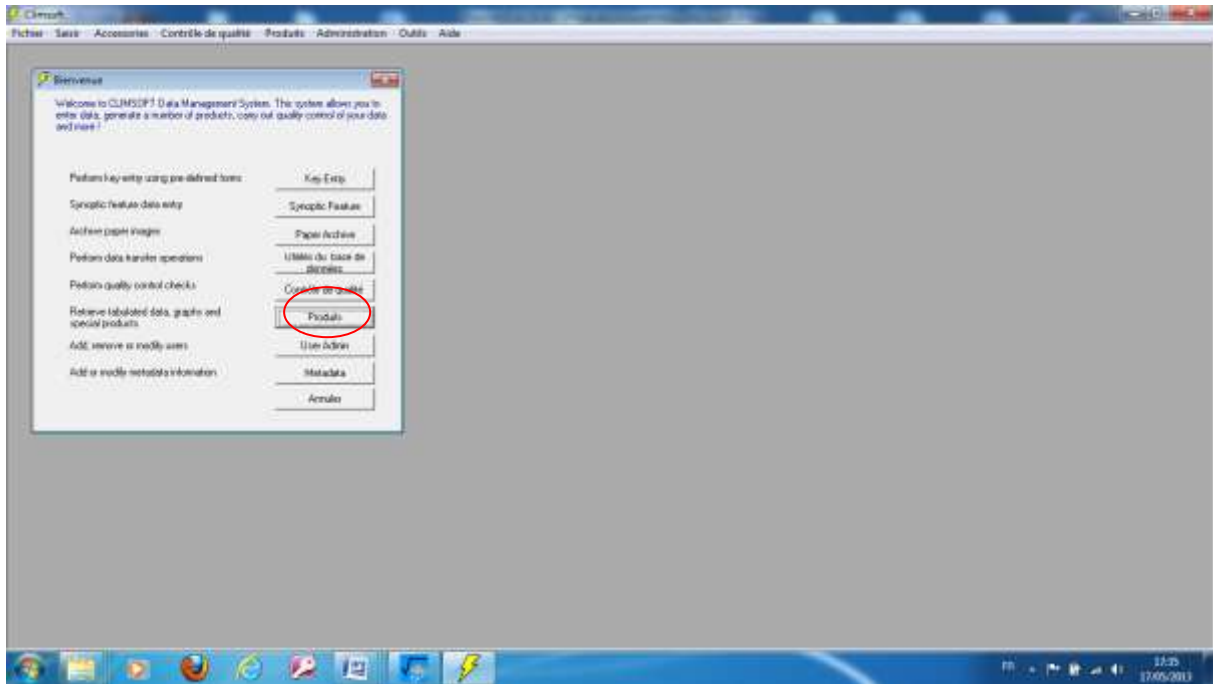 Climsoft
Fichier Saisir Accessories Contrôle de qualité Produits Administration Outils Aide
Bienvenue
Welcome to CLIMSOFT Data Management System. This system allows you to
enter data, generate a number of products, carry out quality control of your data
and more !
Perform key entry using pre-defined forms Key Entry
Synoptic feature data entry Synoptic Feature
Archive paper images Paper Archive
Perform data transfer operations Utilités du base de
données
Perform quality control checks Contrôle de qualité
Retrieve tabulated data, graphs and
special products Produits
Add, remove or modify users User Admin
Add or modify metadata information Metadata
Annuler
FR
17:35
17/05/2013